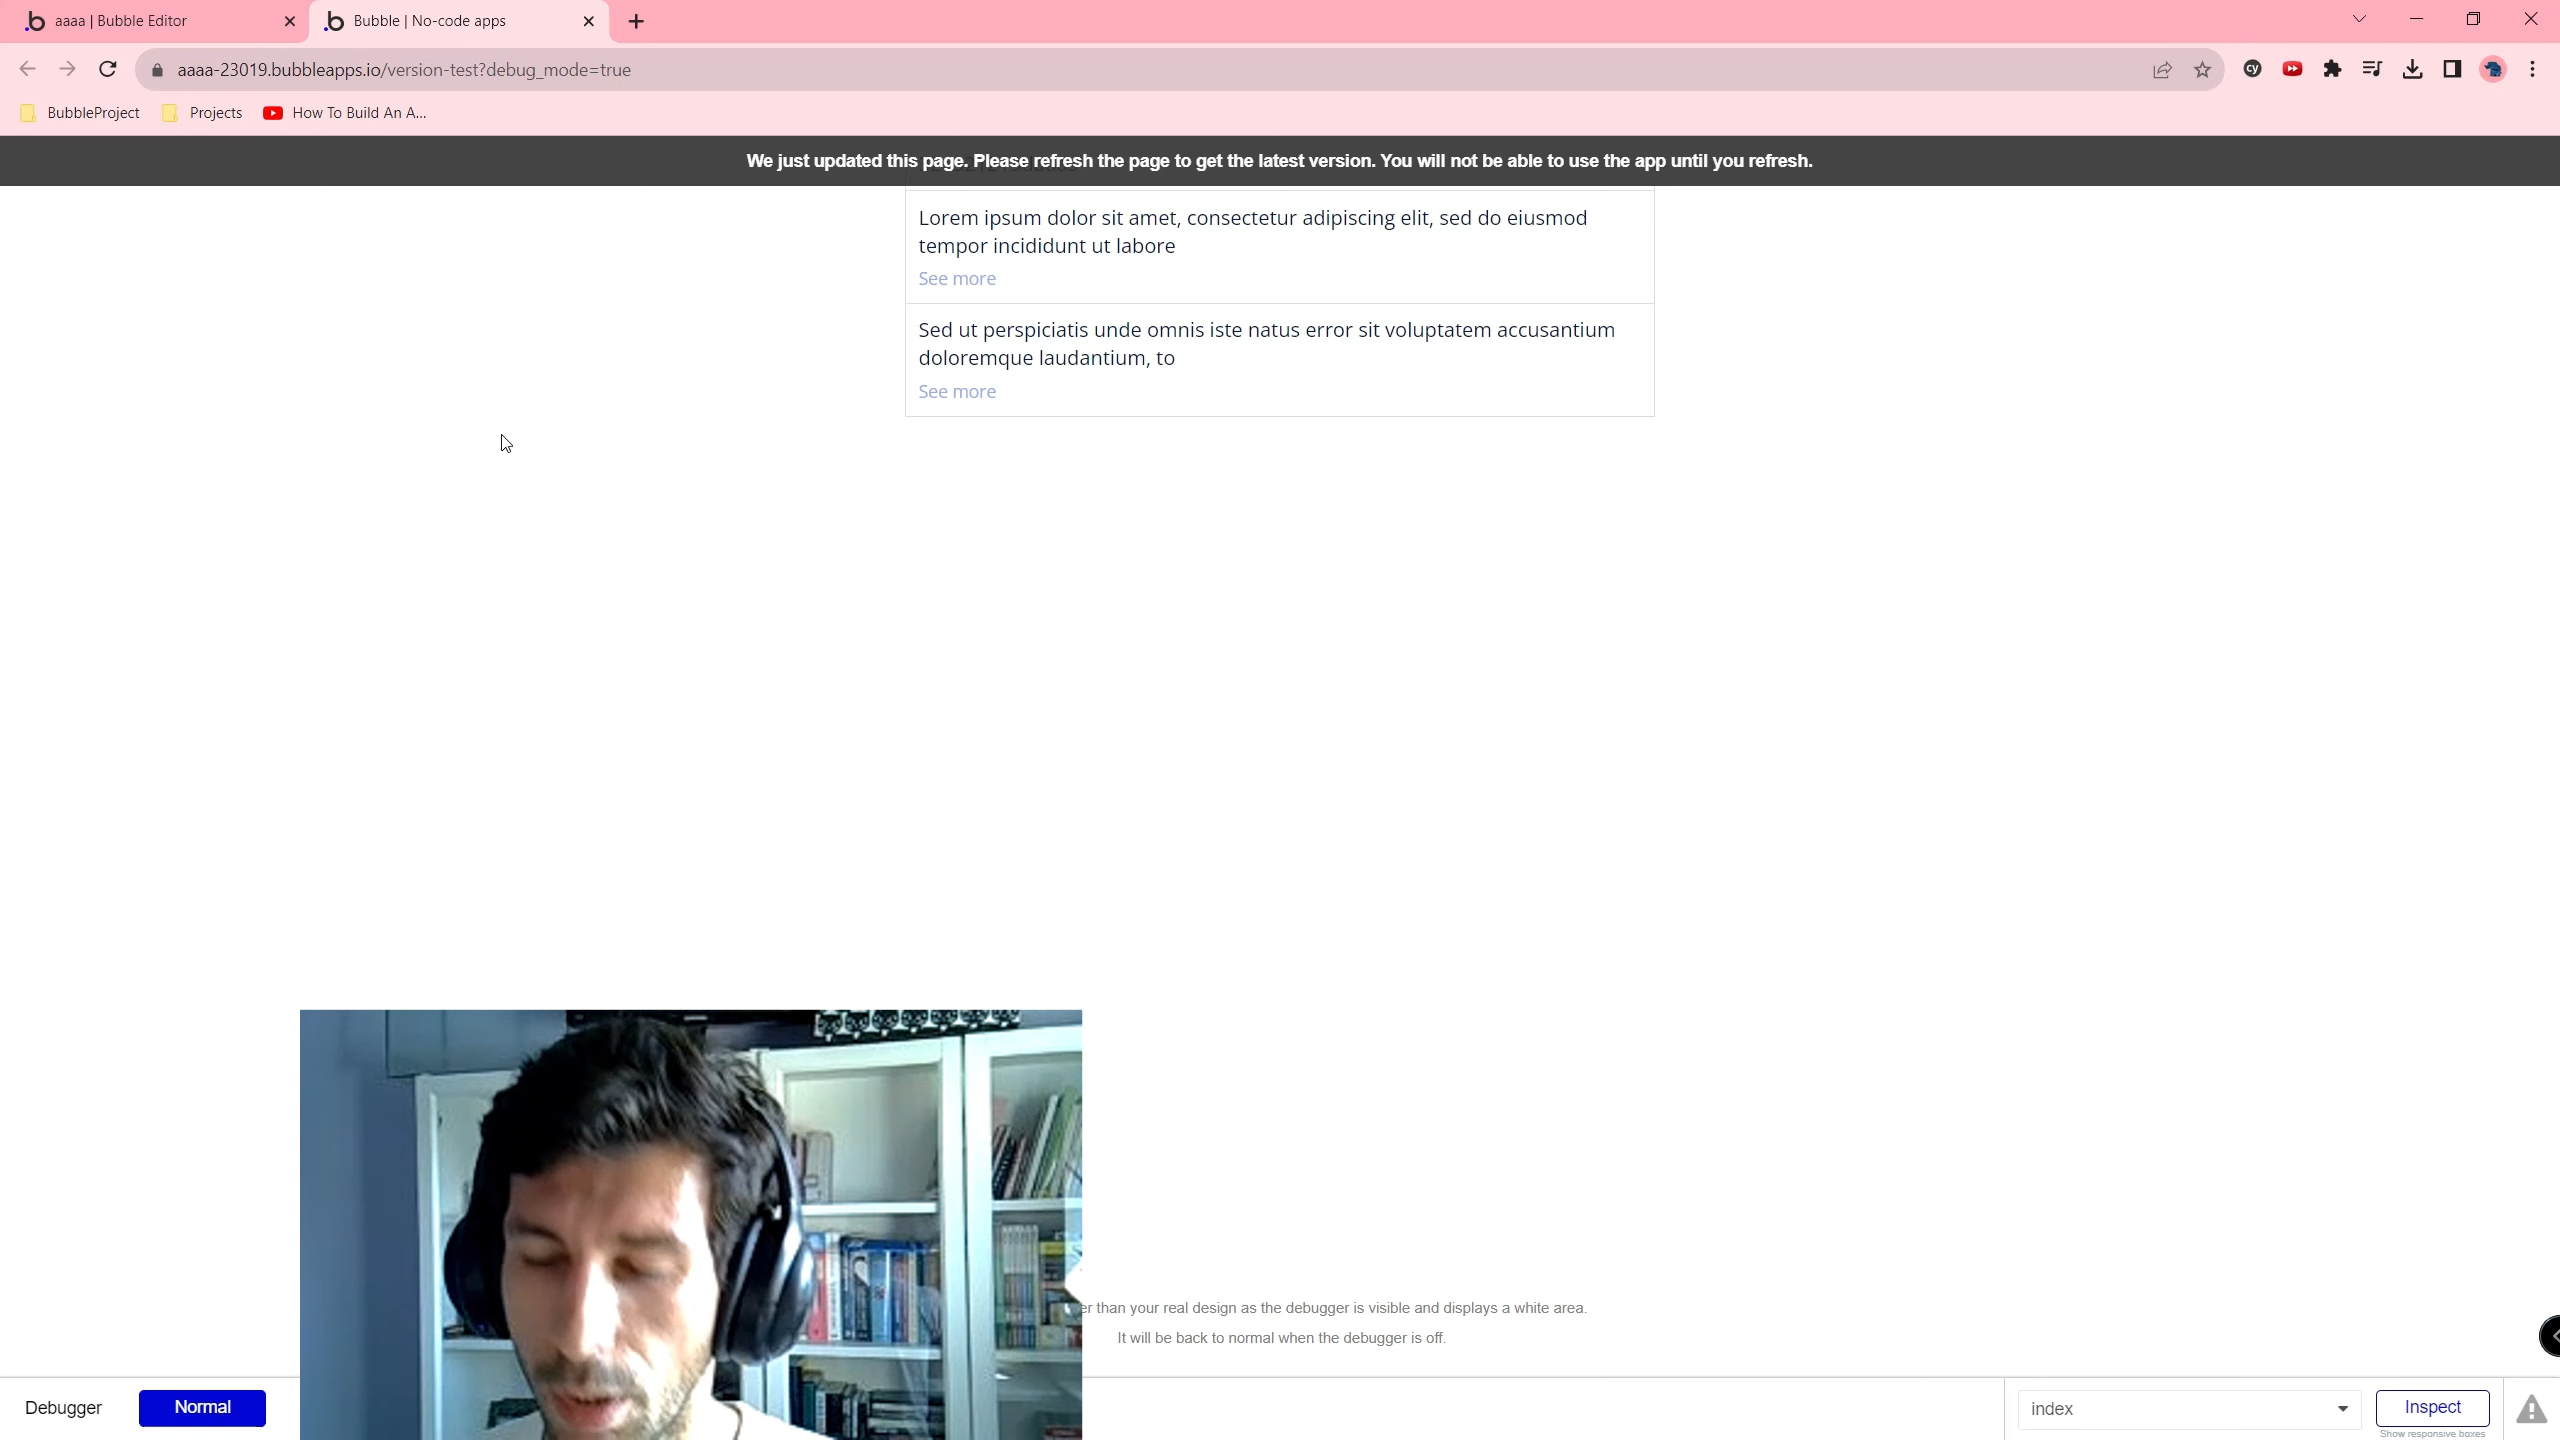 aaaa | Bubble Editor
Bubble | No-code apps
aaaa-23019.bubbleapps.io/version-test?debug_mode=true
BubbleProject
Projects
How To Build An A...
We just updated this page. Please refresh the page to get the latest version. You will not be able to use the app until you refresh.
Lorem ipsum dolor sit amet, consectetur adipiscing elit, sed do eiusmod
tempor incididunt ut labore
See more
Sed ut perspiciatis unde omnis iste natus error sit voluptatem accusantium
doloremque laudantium, to
See more
than your real design as the debugger is visible and displays a white area.
It will be back to normal when the debugger is off.
Debugger
Normal
index
Inspect
Show responsive boxes